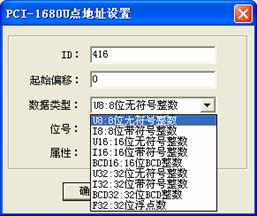 PCI-1680U点地址设置
ID: 416
起始偏移: 0
数据类型: U8:8位无符号整数
U8:8位无符号整数
I8:8位带符号整数
U16:16位无符号整数
I16:16位带符号整数
BCD16:16位BCD整数
U32:32位无符号整数
I32:32位带符号整数
BCD32:32位BCD整数
F32:32位浮点数
位号:
属性: